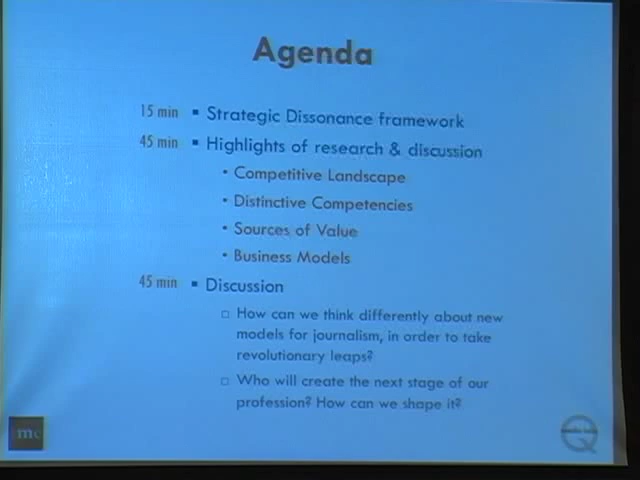 Agenda
15 min ▪ Strategic Dissonance framework
45 min ▪ Highlights of research & discussion
• Competitive Landscape
• Distinctive Competencies
• Sources of Value
• Business Models
45 min ▪ Discussion
□ How can we think differently about new
models for journalism, in order to take
revolutionary leaps?
□ Who will create the next stage of our
profession? How can we shape it?
mc